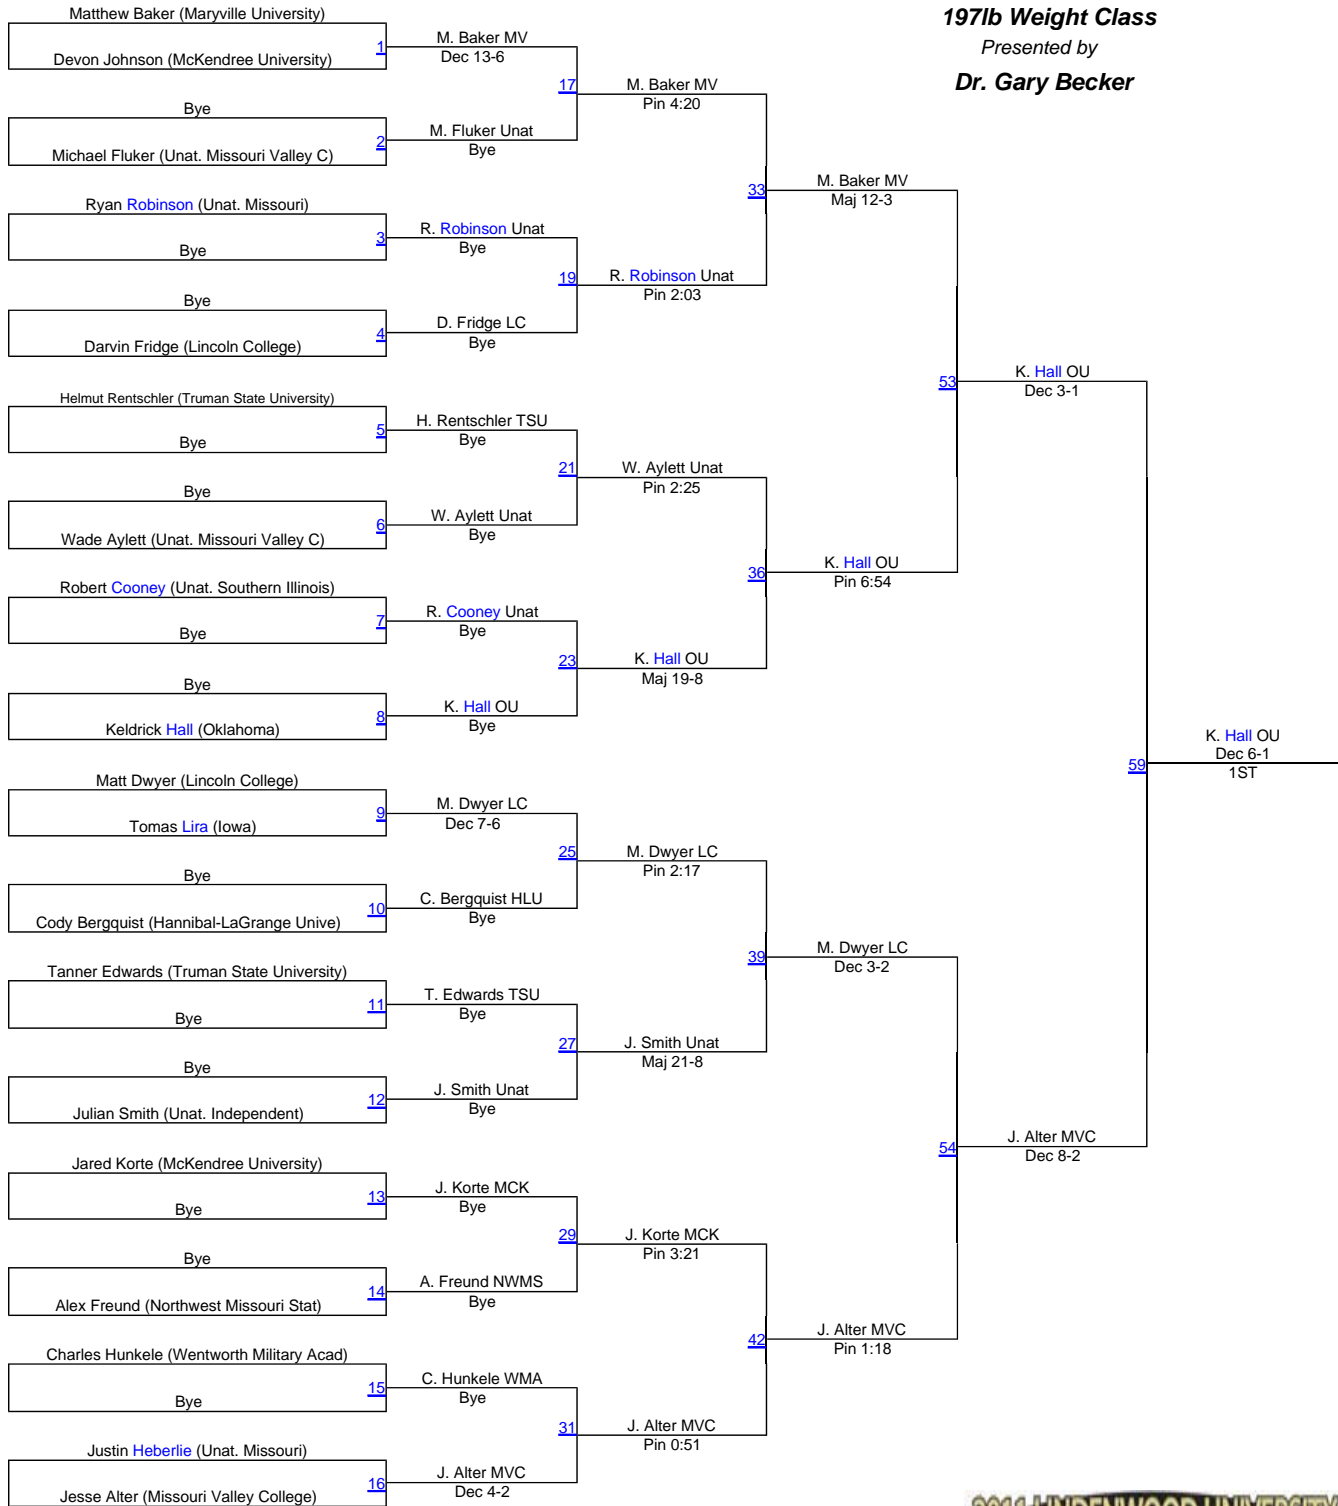 197lb Weight Class
Presented by
Dr. Gary Becker
Matthew Baker (Maryville University)
1
Devon Johnson (McKendree University)
Bye
2
Michael Fluker (Unat. Missouri Valley C)
Ryan Robinson (Unat. Missouri)
3
Bye
Bye
4
Darvin Fridge (Lincoln College)
Helmut Rentschler (Truman State University)
5
Bye
Bye
6
Wade Aylett (Unat. Missouri Valley C)
Robert Cooney (Unat. Southern Illinois)
7
Bye
Bye
8
Keldrick Hall (Oklahoma)
Matt Dwyer (Lincoln College)
9
Tomas Lira (Iowa)
Bye
10
Cody Bergquist (Hannibal-LaGrange Unive)
Tanner Edwards (Truman State University)
11
Bye
Bye
12
Julian Smith (Unat. Independent)
Jared Korte (McKendree University)
13
Bye
Bye
14
Alex Freund (Northwest Missouri Stat)
Charles Hunkele (Wentworth Military Acad)
15
Bye
Justin Heberlie (Unat. Missouri)
16
Jesse Alter (Missouri Valley College)
M. Baker MV
Dec 13-6
17
M. Fluker Unat
Bye
R. Robinson Unat
Bye
19
D. Fridge LC
Bye
H. Rentschler TSU
Bye
21
W. Aylett Unat
Bye
R. Cooney Unat
Bye
23
K. Hall OU
Bye
M. Dwyer LC
Dec 7-6
25
C. Bergquist HLU
Bye
T. Edwards TSU
Bye
27
J. Smith Unat
Bye
J. Korte MCK
Bye
29
A. Freund NWMS
Bye
C. Hunkele WMA
Bye
31
J. Alter MVC
Dec 4-2
M. Baker MV
Pin 4:20
33
R. Robinson Unat
Pin 2:03
W. Aylett Unat
Pin 2:25
36
K. Hall OU
Maj 19-8
M. Dwyer LC
Pin 2:17
39
J. Smith Unat
Maj 21-8
J. Korte MCK
Pin 3:21
42
J. Alter MVC
Pin 0:51
M. Baker MV
Maj 12-3
53
K. Hall OU
Pin 6:54
M. Dwyer LC
Dec 3-2
54
J. Alter MVC
Pin 1:18
K. Hall OU
Dec 3-1
59
J. Alter MVC
Dec 8-2
K. Hall OU
Dec 6-1
1ST
2011 LINDENWOOD UNIVERSITY